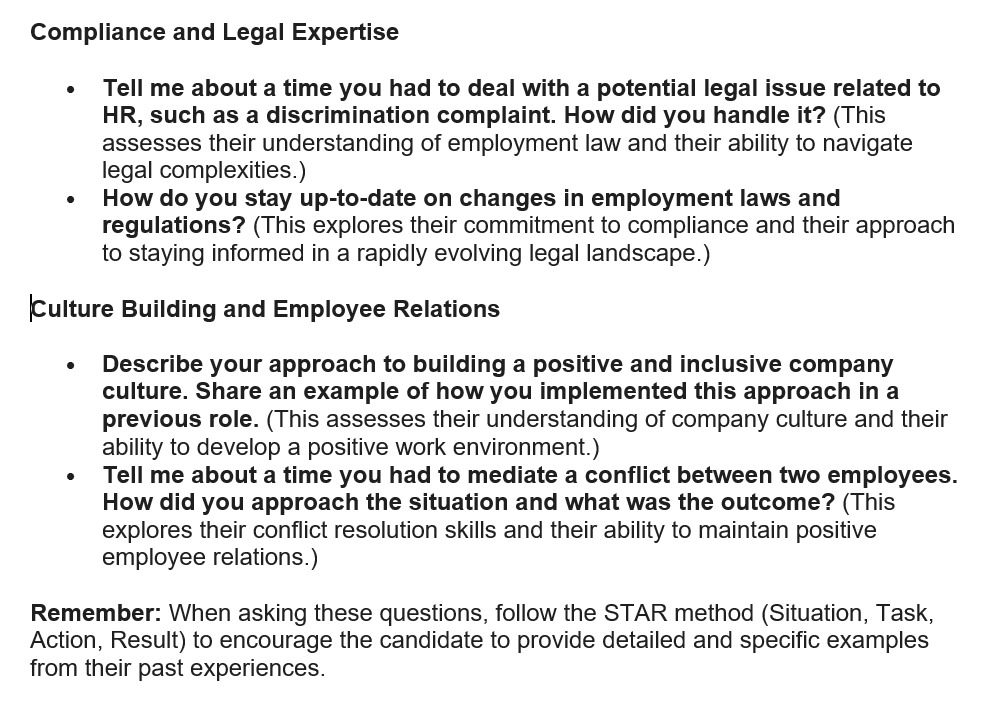 Compliance and Legal Expertise
• Tell me about a time you had to deal with a potential legal issue related to
HR, such as a discrimination complaint. How did you handle it? (This
assesses their understanding of employment law and their ability to navigate
legal complexities.)
• How do you stay up-to-date on changes in employment laws and
regulations? (This explores their commitment to compliance and their approach
to staying informed in a rapidly evolving legal landscape.)
Culture Building and Employee Relations
• Describe your approach to building a positive and inclusive company
culture. Share an example of how you implemented this approach in a
previous role. (This assesses their understanding of company culture and their
ability to develop a positive work environment.)
• Tell me about a time you had to mediate a conflict between two employees.
How did you approach the situation and what was the outcome? (This
explores their conflict resolution skills and their ability to maintain positive
employee relations.)
Remember: When asking these questions, follow the STAR method (Situation, Task,
Action, Result) to encourage the candidate to provide detailed and specific examples
from their past experiences.